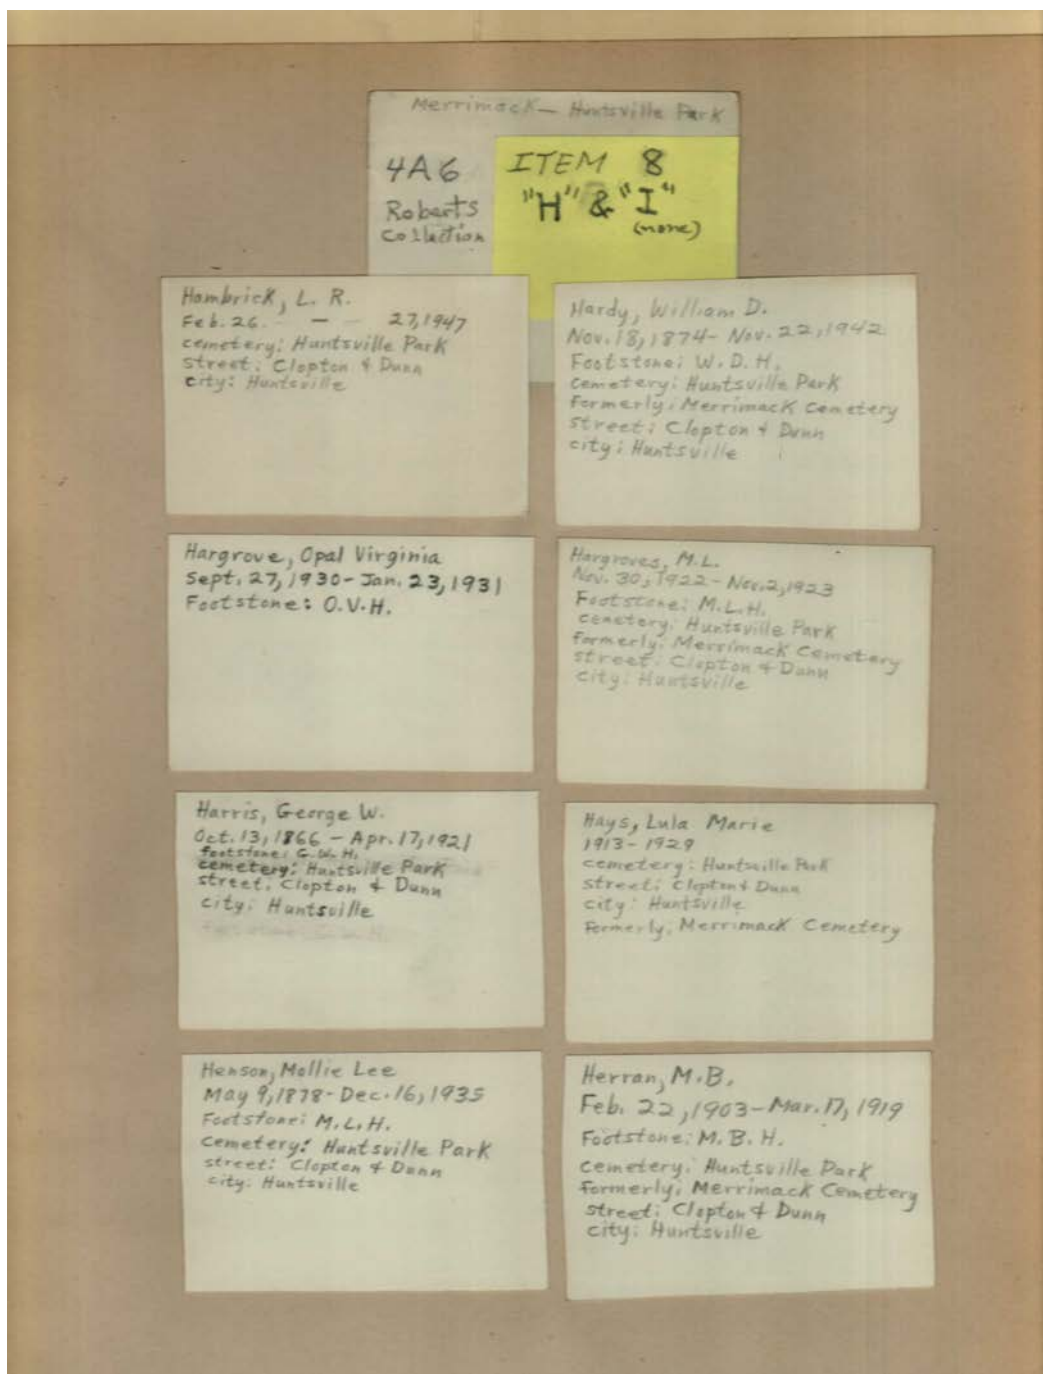 Merrimack — Huntsville Park
4A6
Roberts
Collection
ITEM 8
"H" & "I"
(none)
Hambrick, L. R.
Feb. 26. - — - 27, 1947
cemetery: Huntsville Park
street: Clopton & Dunn
city: Huntsville
Hardy, William D.
Nov. 18, 1874 - Nov. 22, 1942
Footstone: W. D. H.
cemetery: Huntsville Park
formerly: Merrimack Cemetery
street: Clopton & Dunn
city: Huntsville
Hargrove, Opal Virginia
Sept. 27, 1930 - Jan. 23, 1931
Footstone: O.V.H.
Hargroves, M.L.
Nov. 30, 1922 - Nov. 2, 1923
Footstone: M.L.H.
cemetery: Huntsville Park
formerly: Merrimack Cemetery
street: Clopton & Dunn
city: Huntsville
Harris, George W.
Oct. 13, 1866 - Apr. 17, 1921
footstone: G. W. H.
cemetery: Huntsville Park
street: Clopton & Dunn
city: Huntsville
Hays, Lula Marie
1913 - 1929
cemetery: Huntsville Park
street: Clopton & Dunn
city: Huntsville
formerly: Merrimack Cemetery
Henson, Mollie Lee
May 9, 1878 - Dec. 16, 1935
Footstone: M. L. H.
cemetery: Huntsville Park
street: Clopton & Dunn
city: Huntsville
Herran, M.B.
Feb. 22, 1903 - Mar. 17, 1919
Footstone: M. B. H.
cemetery: Huntsville Park
formerly: Merrimack Cemetery
street: Clopton & Dunn
city: Huntsville